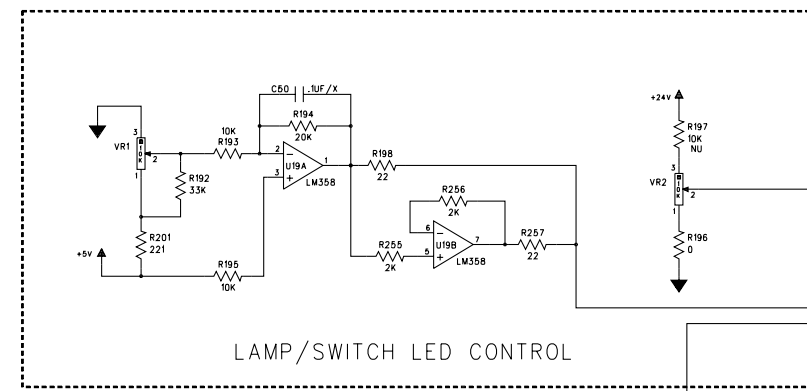 C50 .1UF/X
R194
20K
10K
R193
3
VR1
10K
2
1
R192
33K
R201
221
+5V
R195
10K
2
3
1
U19A
LM358
R198
22
R256
2K
6
5
7
U19B
LM358
R255
2K
R257
22
+24V
R197
10K
NU
3
VR2
10K
2
1
R196
0
LAMP/SWITCH LED CONTROL